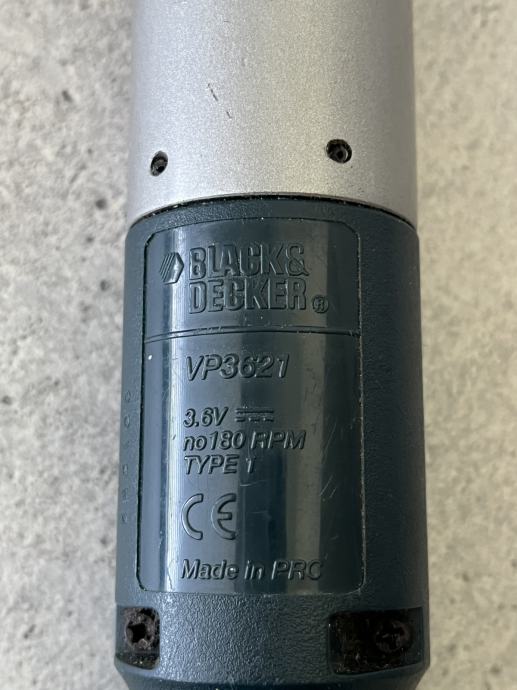 BLACK&
DECKER®
VP3621
3.6V ⎓
no180 RPM
TYPE 1
CE
Made in PRC